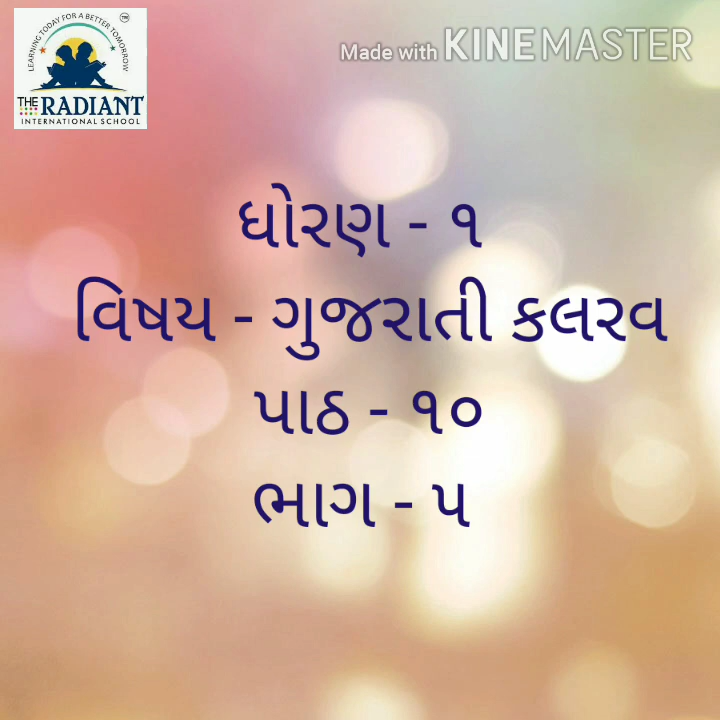 LEARNING TODAY FOR A BETTER TOMORROW
TM
THE RADIANT
INTERNATIONAL SCHOOL
Made with KINEMASTER
ધોરણ - ૧
વિષય - ગુજરાતી કલરવ
પાઠ - ૧૦
ભાગ - ૫